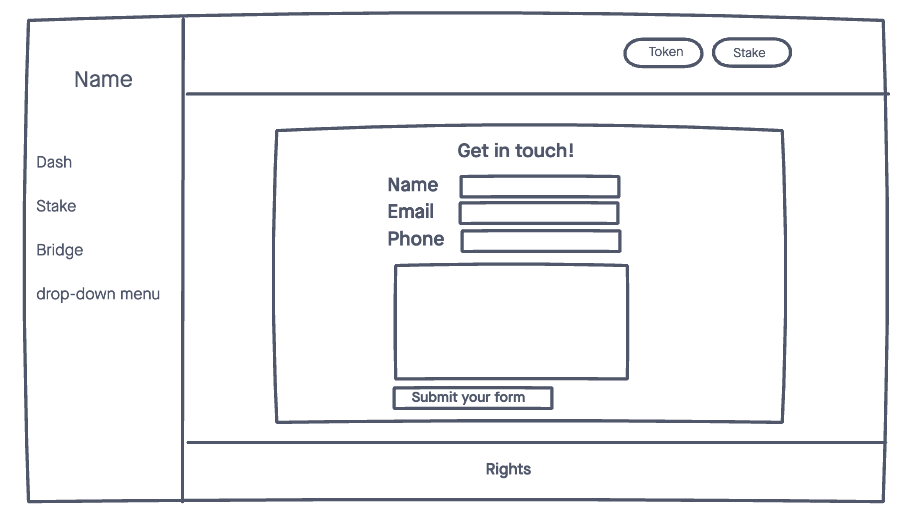 Name
Dash
Stake
Bridge
drop-down menu
Token
Stake
Get in touch!
Name
Email
Phone
Submit your form
Rights